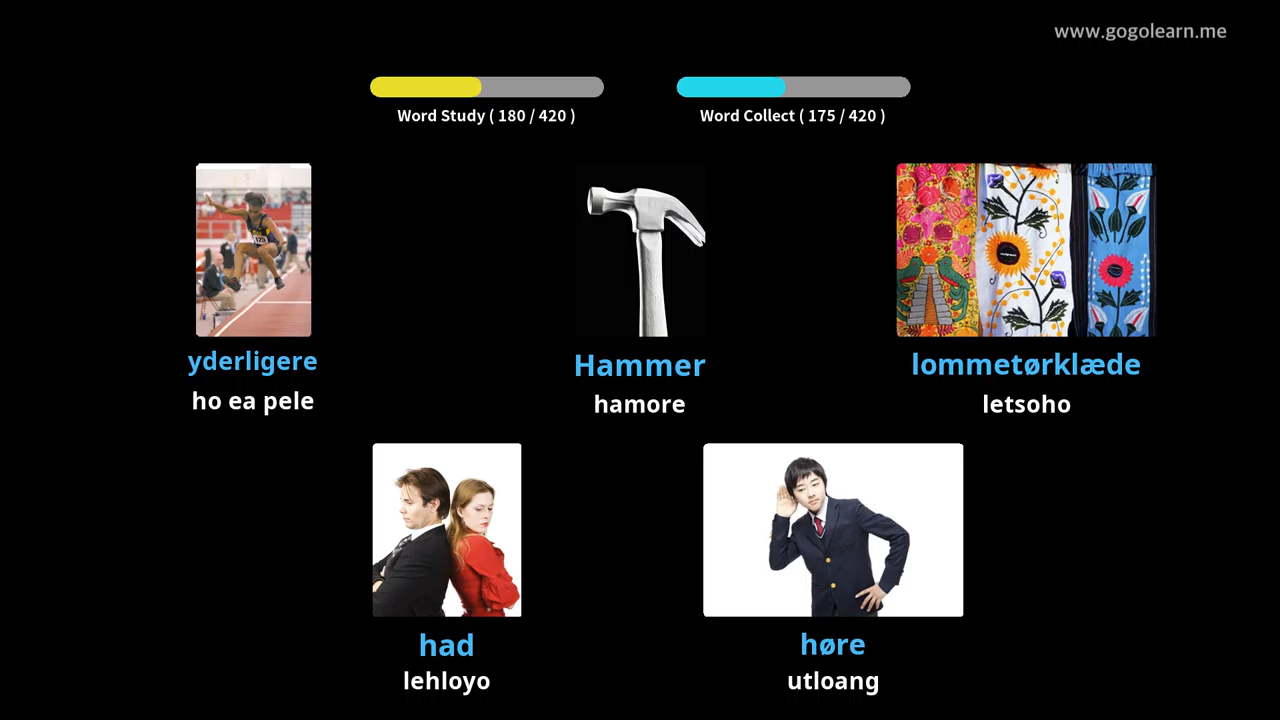 www.gogolearn.me
Word Study ( 180 / 420 )
Word Collect ( 175 / 420 )
yderligere
ho ea pele
Hammer
hamore
lommetørklæde
letsoho
had
lehloyo
høre
utloang